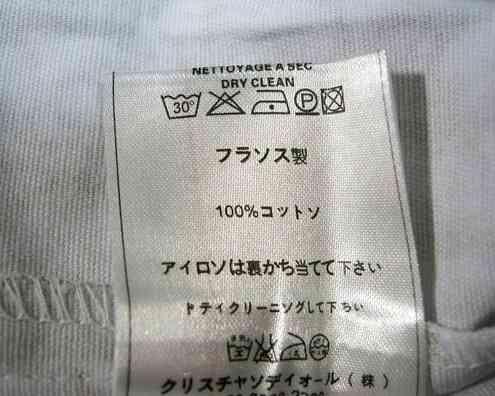 NETTOYAGE A SEC
DRY CLEAN
30°
P
フラソス製
100%コットソ
アイロソは裏かち当てて下さい
トテイクリーニソグして下ちい
クリスチャソデイオール(株)